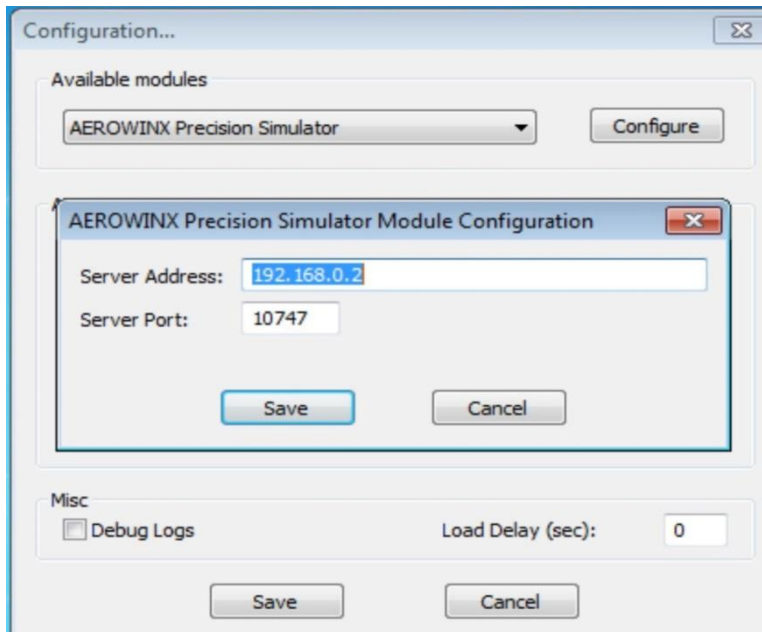 Configuration...
Available modules
AEROWINX Precision Simulator
Configure
AEROWINX Precision Simulator Module Configuration
Server Address: 192.168.0.2
Server Port: 10747
Save Cancel
Misc
Debug Logs Load Delay (sec): 0
Save Cancel